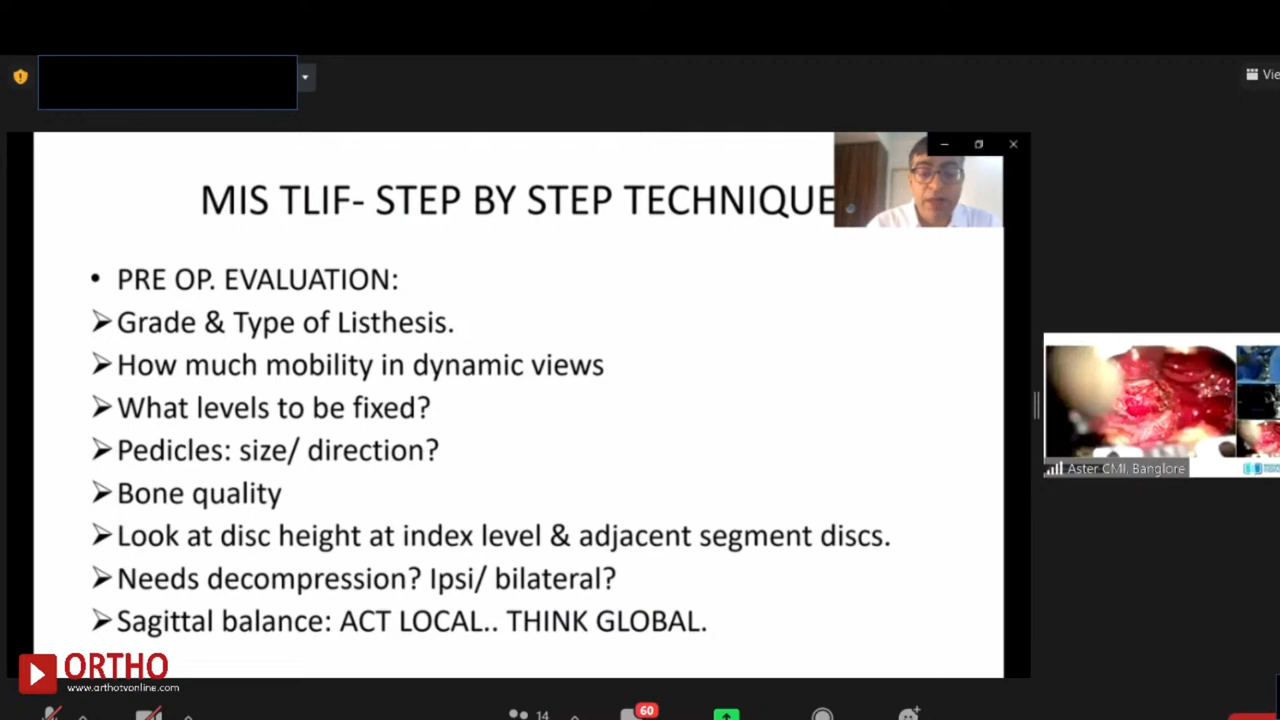 Vie
MIS TLIF- STEP BY STEP TECHNIQUE
• PRE OP. EVALUATION:
➢Grade & Type of Listhesis.
➢How much mobility in dynamic views
➢What levels to be fixed?
➢Pedicles: size/ direction?
➢Bone quality
➢Look at disc height at index level & adjacent segment discs.
➢Needs decompression? Ipsi/ bilateral?
➢Sagittal balance: ACT LOCAL.. THINK GLOBAL.
Aster CMI, Banglore
ORTHO
www.orthotvonline.com
14
60